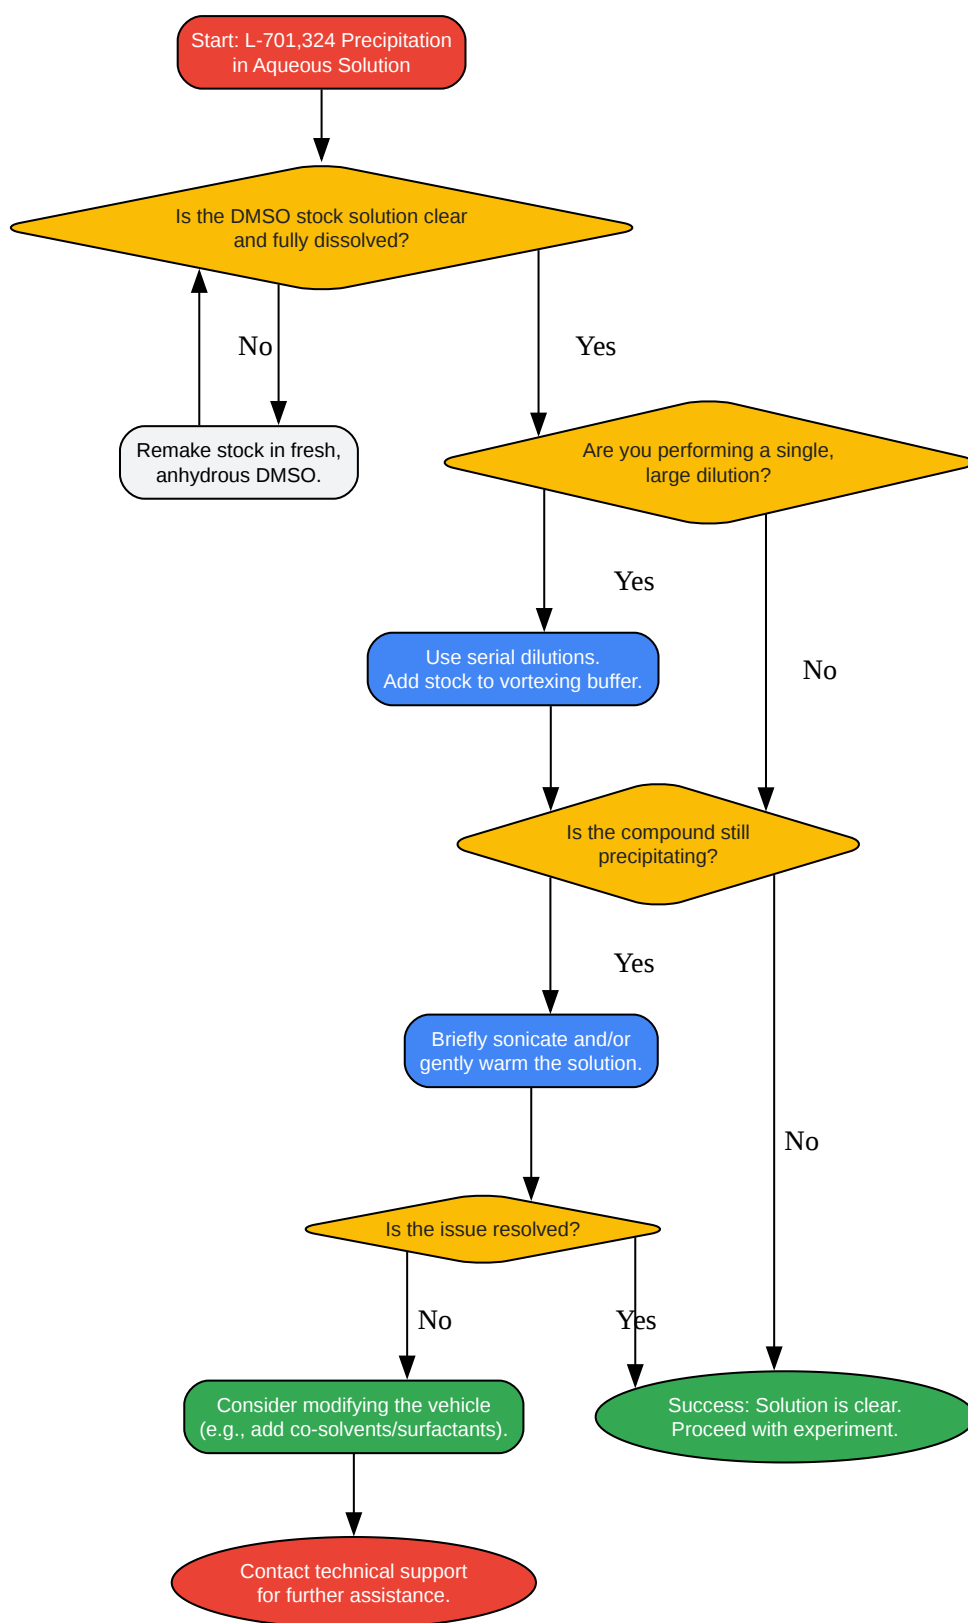 Start: L-701,324 Precipitation
in Aqueous Solution
Is the DMSO stock solution clear
and fully dissolved?
No
Yes
Remake stock in fresh,
anhydrous DMSO.
Are you performing a single,
large dilution?
Yes
No
Use serial dilutions.
Add stock to vortexing buffer.
Is the compound still
precipitating?
Yes
No
Briefly sonicate and/or
gently warm the solution.
Is the issue resolved?
No
Yes
Consider modifying the vehicle
(e.g., add co-solvents/surfactants).
Success: Solution is clear.
Proceed with experiment.
Contact technical support
for further assistance.